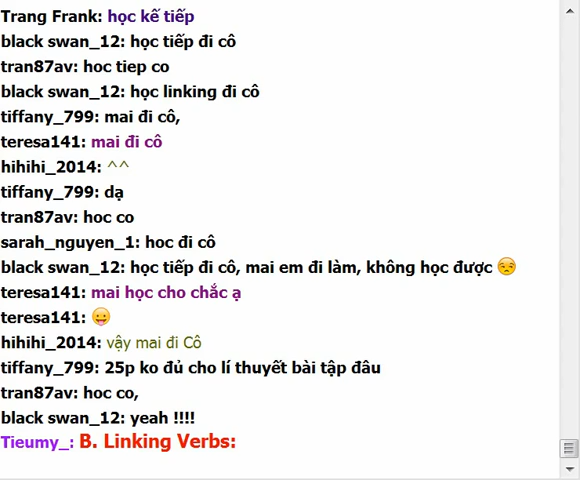 Trang Frank: học kế tiếp
black swan_12: học tiếp đi cô
tran87av: hoc tiep co
black swan_12: học linking đi cô
tiffany_799: mai đi cô,
teresa141: mai đi cô
hihihi_2014: ^^
tiffany_799: dạ
tran87av: hoc co
sarah_nguyen_1: hoc đi cô
black swan_12: học tiếp đi cô, mai em đi làm, không học được 😒
teresa141: mai học cho chắc ạ
teresa141: 😛
hihihi_2014: vậy mai đi Cô
tiffany_799: 25p ko đủ cho lí thuyết bài tập đâu
tran87av: hoc co,
black swan_12: yeah !!!!
Tieumy_: B. Linking Verbs: